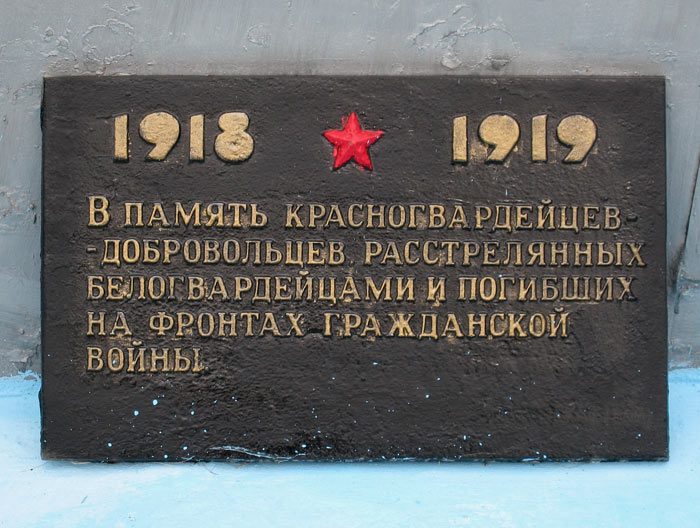 1918 1919
В ПАМЯТЬ КРАСНОГВАРДЕЙЦЕВ-
-ДОБРОВОЛЬЦЕВ, РАССТРЕЛЯННЫХ
БЕЛОГВАРДЕЙЦАМИ И ПОГИБШИХ
НА ФРОНТАХ ГРАЖДАНСКОЙ
ВОЙНЫ